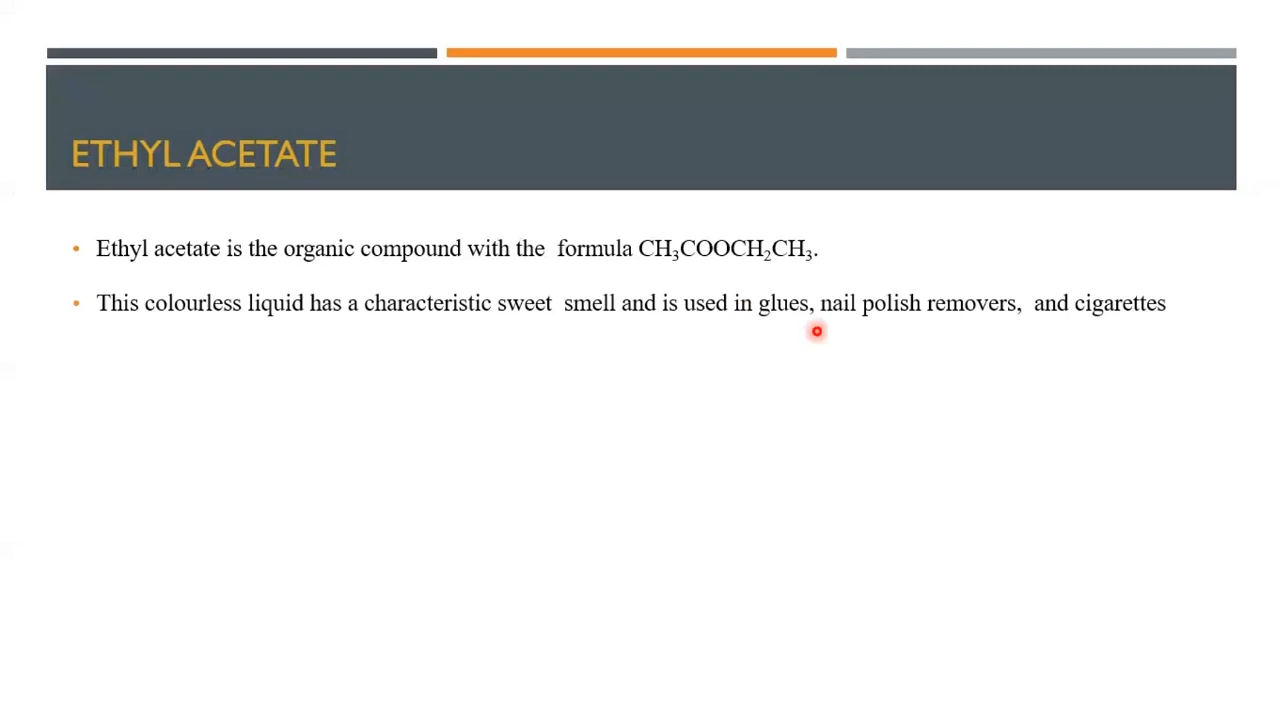 ETHYL ACETATE
• Ethyl acetate is the organic compound with the formula CH₃COOCH₂CH₃.
• This colourless liquid has a characteristic sweet smell and is used in glues, nail polish removers, and cigarettes